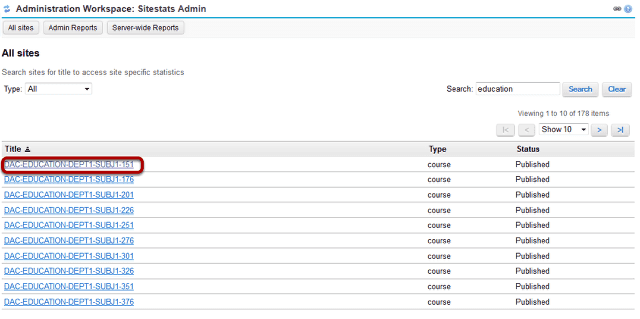 Administration Workspace: Sitestats Admin
All sites Admin Reports Server-wide Reports
All sites
Search sites for title to access site specific statistics
Type: All Search: education Search Clear
Viewing 1 to 10 of 178 items
|< < Show 10 > >|
Title Type Status
DAC-EDUCATION-DEPT1-SUBJ1-151 course Published
DAC-EDUCATION-DEPT1-SUBJ1-176 course Published
DAC-EDUCATION-DEPT1-SUBJ1-201 course Published
DAC-EDUCATION-DEPT1-SUBJ1-226 course Published
DAC-EDUCATION-DEPT1-SUBJ1-251 course Published
DAC-EDUCATION-DEPT1-SUBJ1-276 course Published
DAC-EDUCATION-DEPT1-SUBJ1-301 course Published
DAC-EDUCATION-DEPT1-SUBJ1-326 course Published
DAC-EDUCATION-DEPT1-SUBJ1-351 course Published
DAC-EDUCATION-DEPT1-SUBJ1-376 course Published